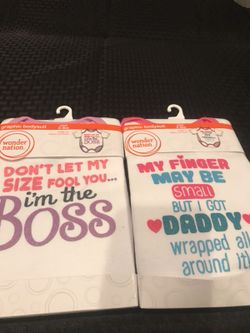 graphic bodysuit
wonder
nation
DON'T LET MY
SIZE FOOL YOU...
i'm the
BOSS
graphic bodysuit
wonder
nation
MY FiNGER
MAY BE
SMALL
BUT I GOT
DADDY
wrapped all
around it!